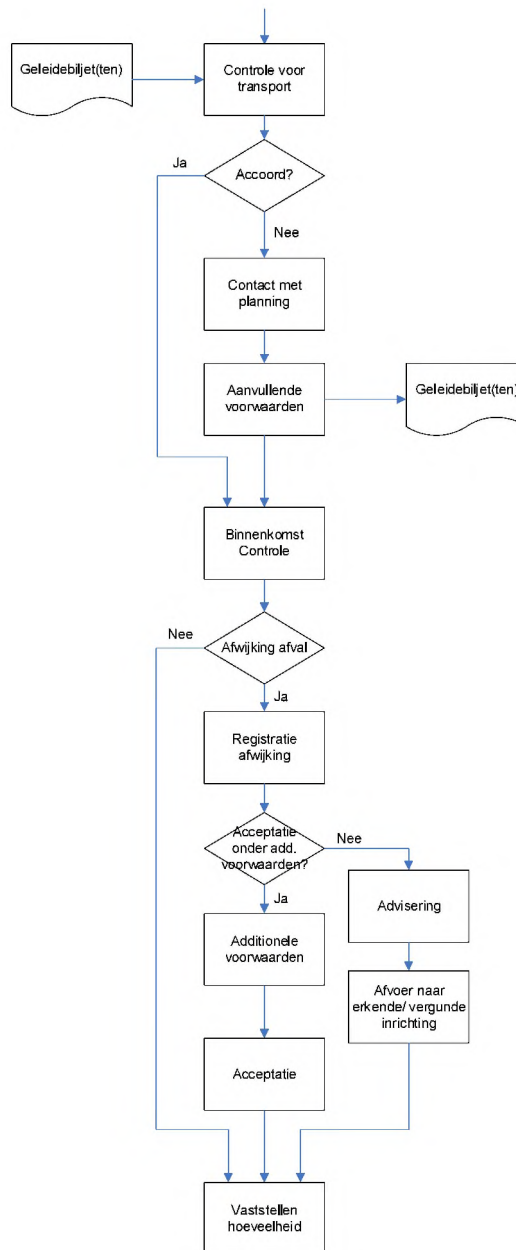 Geleidebiljet(ten)
Controle voor
transport
Ja
Accoord?
Nee
Contact met
planning
Aanvullende
voorwaarden
Geleidebiljet(ten)
Binnenkomst
Controle
Nee
Afwijking afval
Ja
Registratie
afwijking
Acceptatie
onder add.
voorwaarden?
Nee
Ja
Advisering
Additionele
voorwaarden
Afvoer naar
erkende/ vergunde
inrichting
Acceptatie
Vaststellen
hoeveelheid